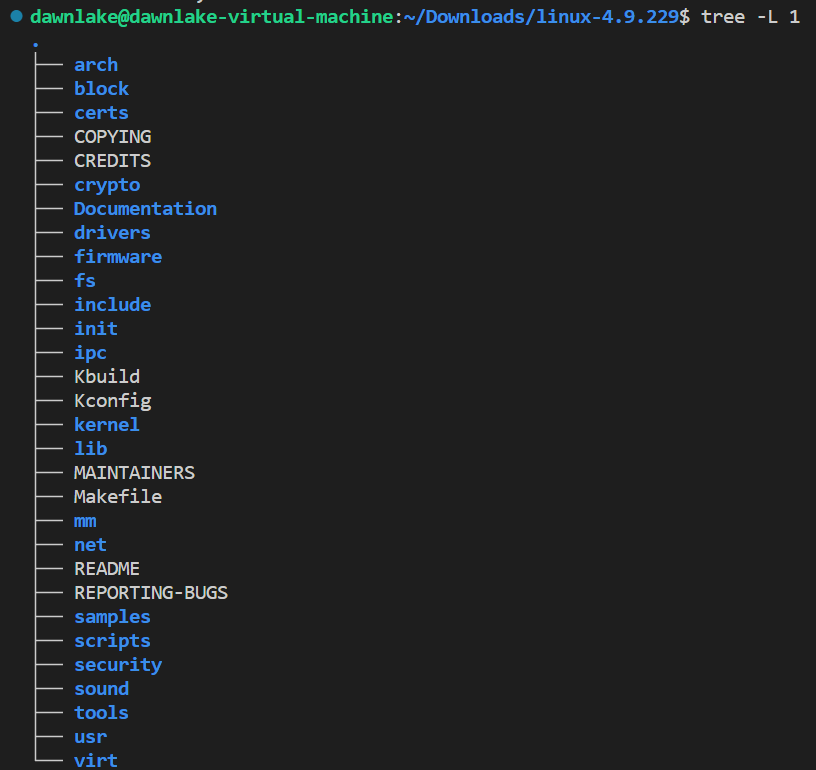 dawnlake@dawnlake-virtual-machine:~/Downloads/linux-4.9.229$ tree -L 1
.
├── arch
├── block
├── certs
├── COPYING
├── CREDITS
├── crypto
├── Documentation
├── drivers
├── firmware
├── fs
├── include
├── init
├── ipc
├── Kbuild
├── Kconfig
├── kernel
├── lib
├── MAINTAINERS
├── Makefile
├── mm
├── net
├── README
├── REPORTING-BUGS
├── samples
├── scripts
├── security
├── sound
├── tools
├── usr
└── virt